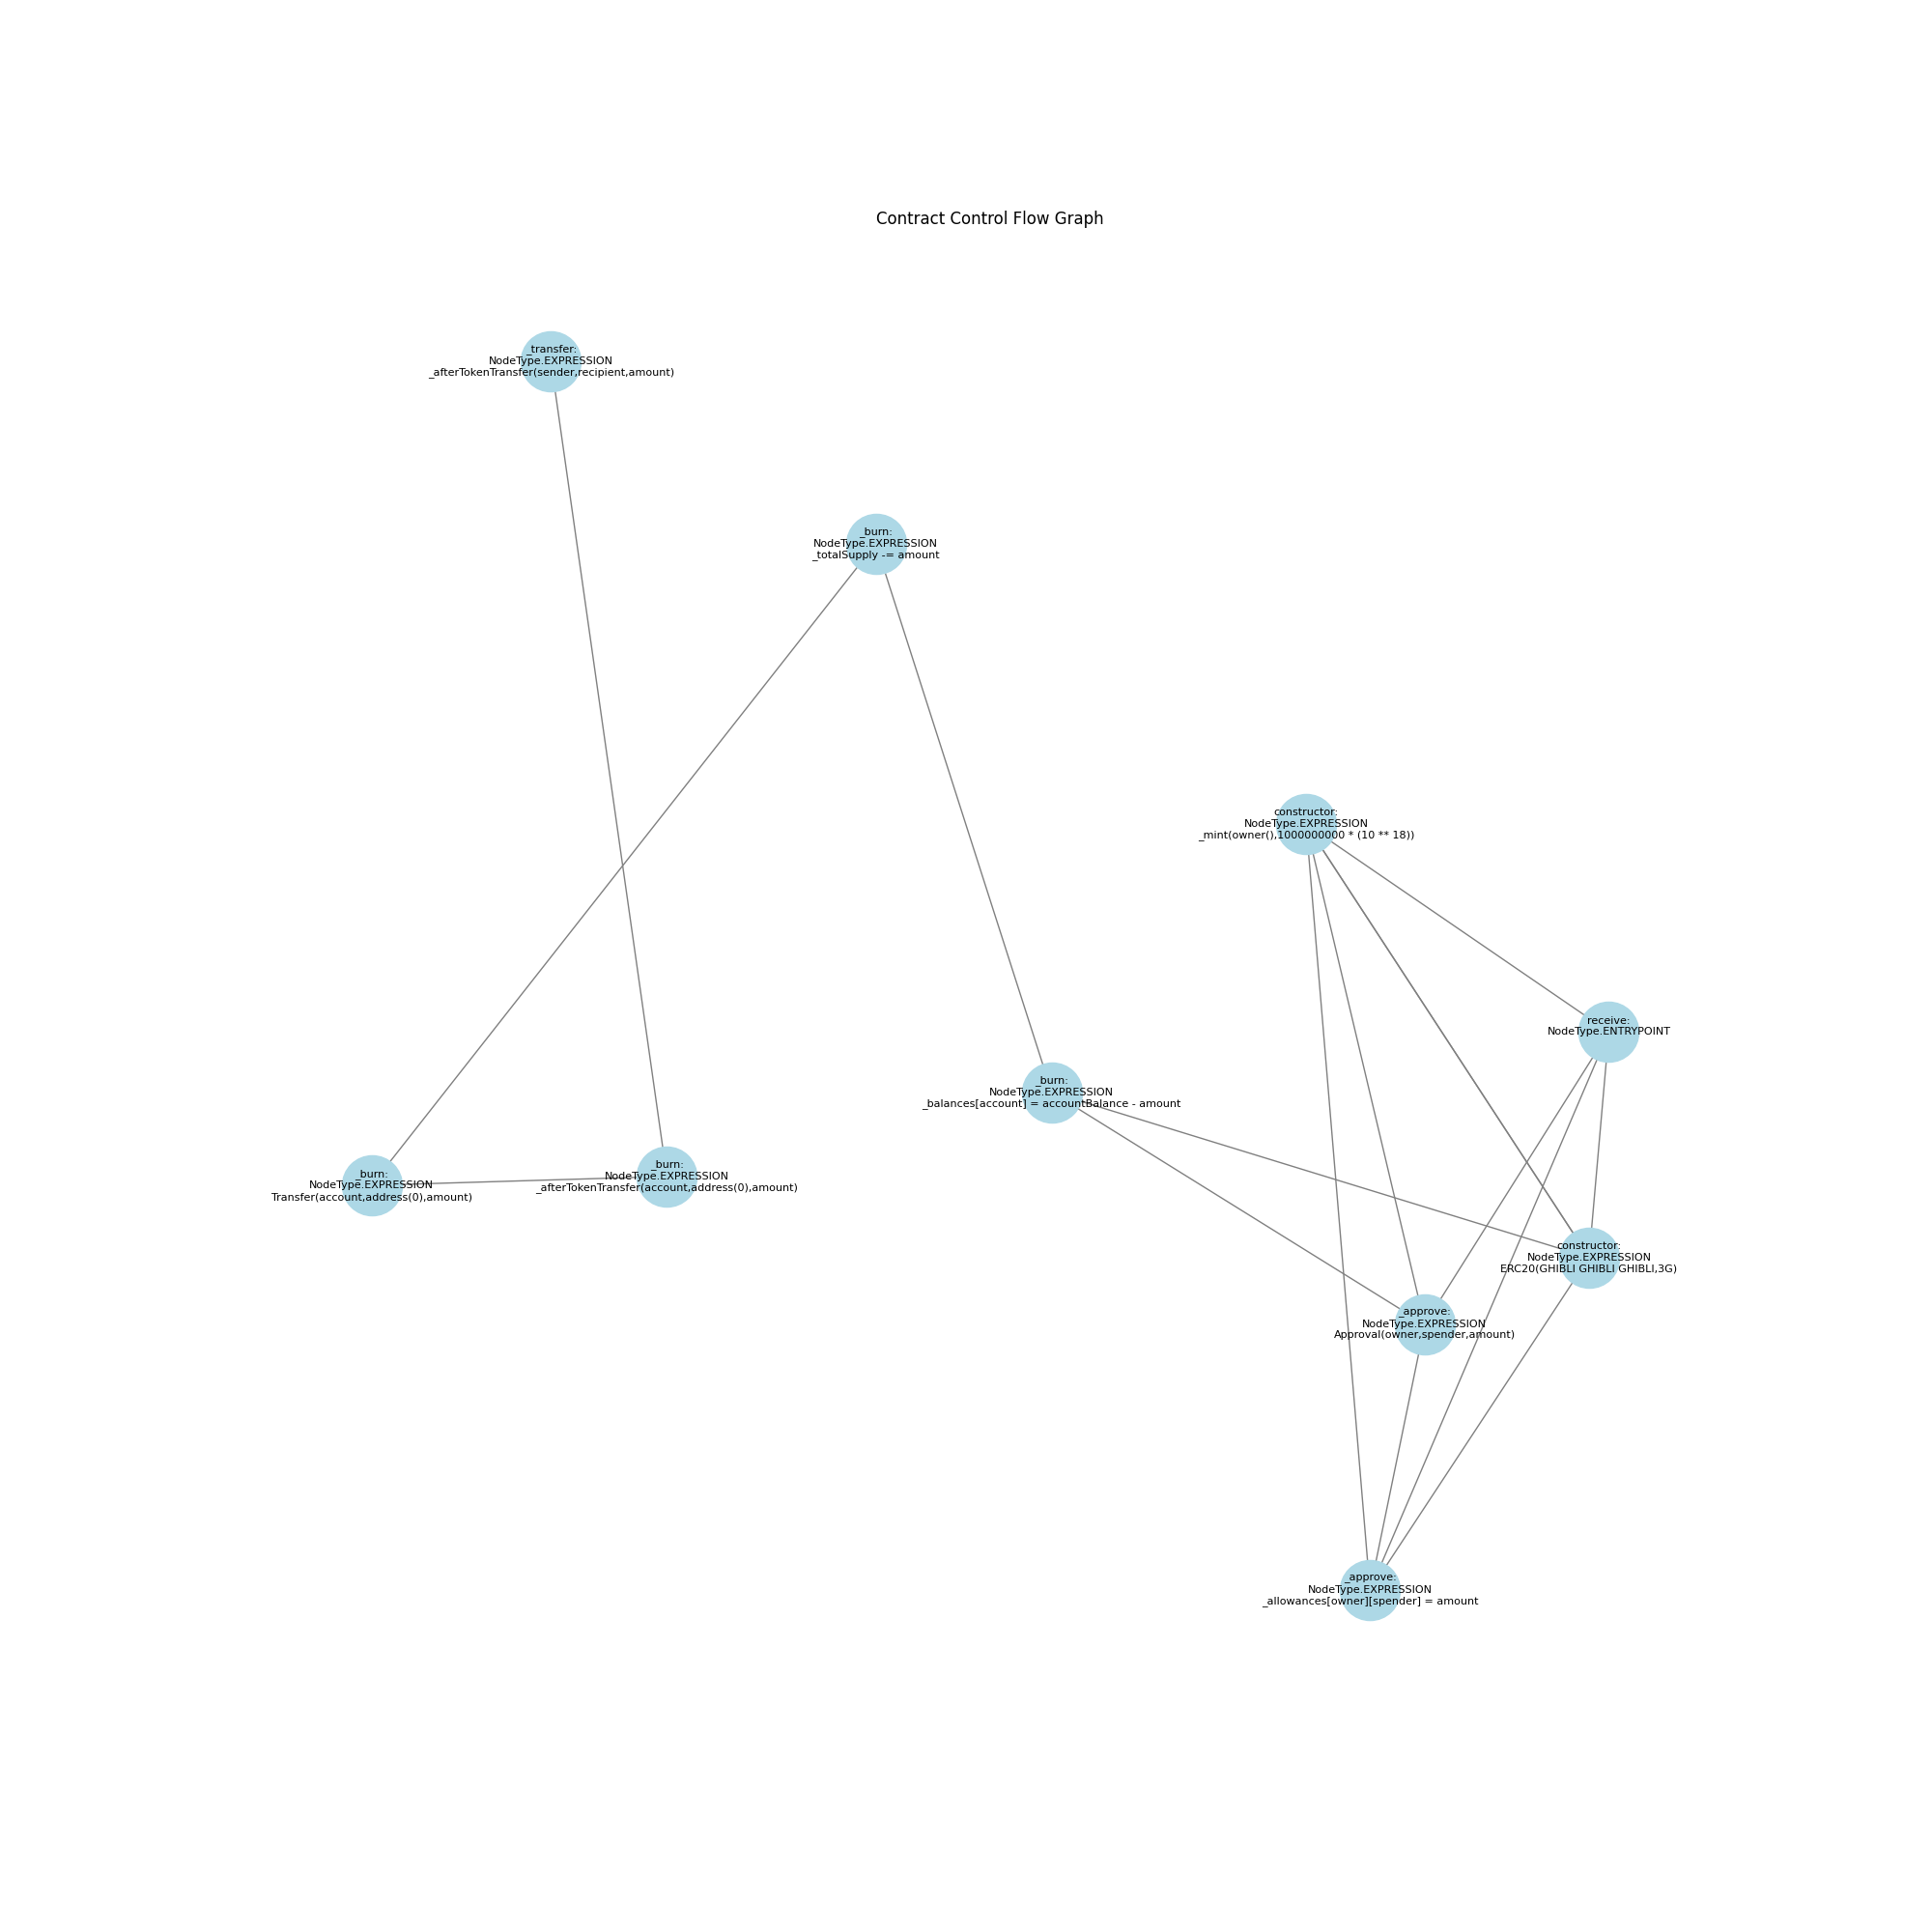 Contract Control Flow Graph
_transfer:
NodeType.EXPRESSION
_afterTokenTransfer(sender,recipient,amount)
_burn:
NodeType.EXPRESSION
_totalSupply -= amount
constructor:
NodeType.EXPRESSION
_mint(owner(),1000000000 * (10 ** 18))
receive:
NodeType.ENTRYPOINT
_burn:
NodeType.EXPRESSION
_balances[account] = accountBalance - amount
_burn:
NodeType.EXPRESSION
Transfer(account,address(0),amount)
_burn:
NodeType.EXPRESSION
_afterTokenTransfer(account,address(0),amount)
constructor:
NodeType.EXPRESSION
ERC20(GHIBLI GHIBLI GHIBLI,3G)
_approve:
NodeType.EXPRESSION
Approval(owner,spender,amount)
_approve:
NodeType.EXPRESSION
_allowances[owner][spender] = amount